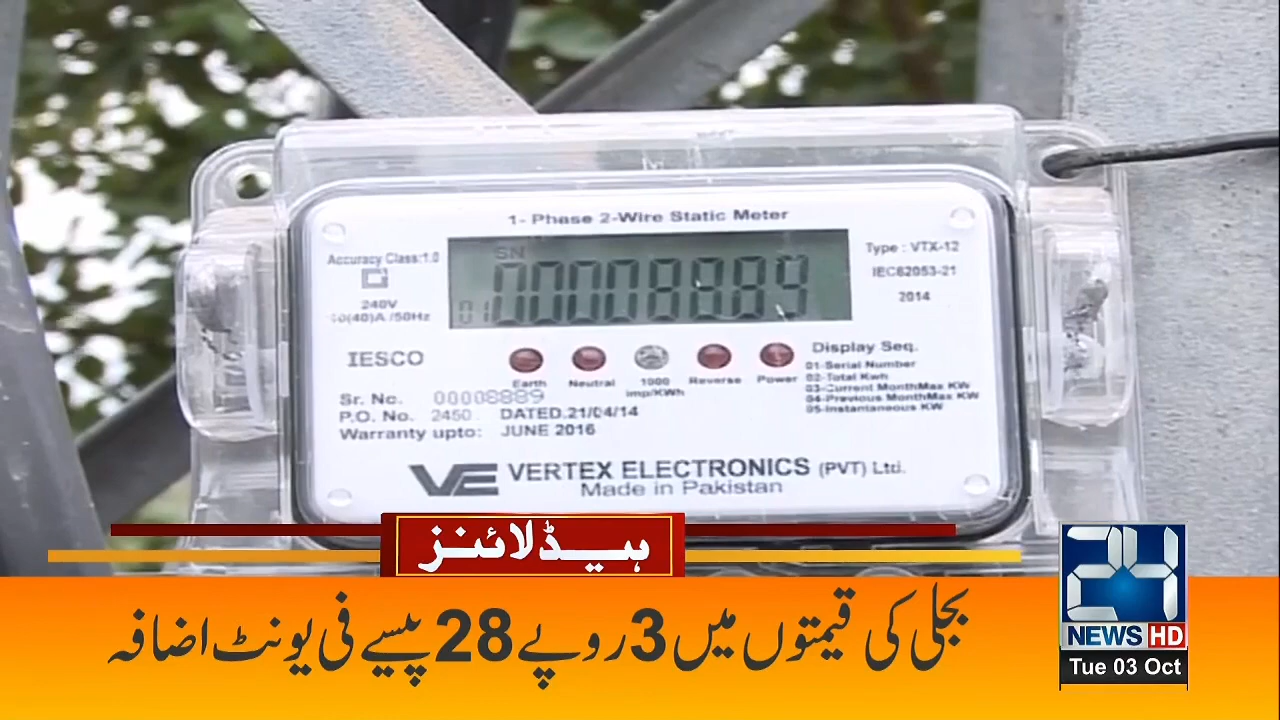 1- Phase 2-Wire Static Meter
Accuracy Class:1.0
240V
10(40)A /50Hz
SN
01 00008889
Type : VTX-12
IEC62053-21
2014
IESCO
Earth Neutral 1000 imp/KWh Reverse Power
Display Seq.
01-Serial Number
02-Total Kwh
03-Current MonthMax KW
04-Previous MonthMax KW
05-Instantaneous KW
Sr. No. 00008889
P.O. No. 2450 DATED.21/04/14
Warranty upto: JUNE 2016
VE VERTEX ELECTRONICS (PVT) Ltd.
Made in Pakistan
ہیڈلائنز
بجلی کی قیمتوں میں 3 روپے 28 پیسے فی یونٹ اضافہ
24
NEWS HD
Tue 03 Oct